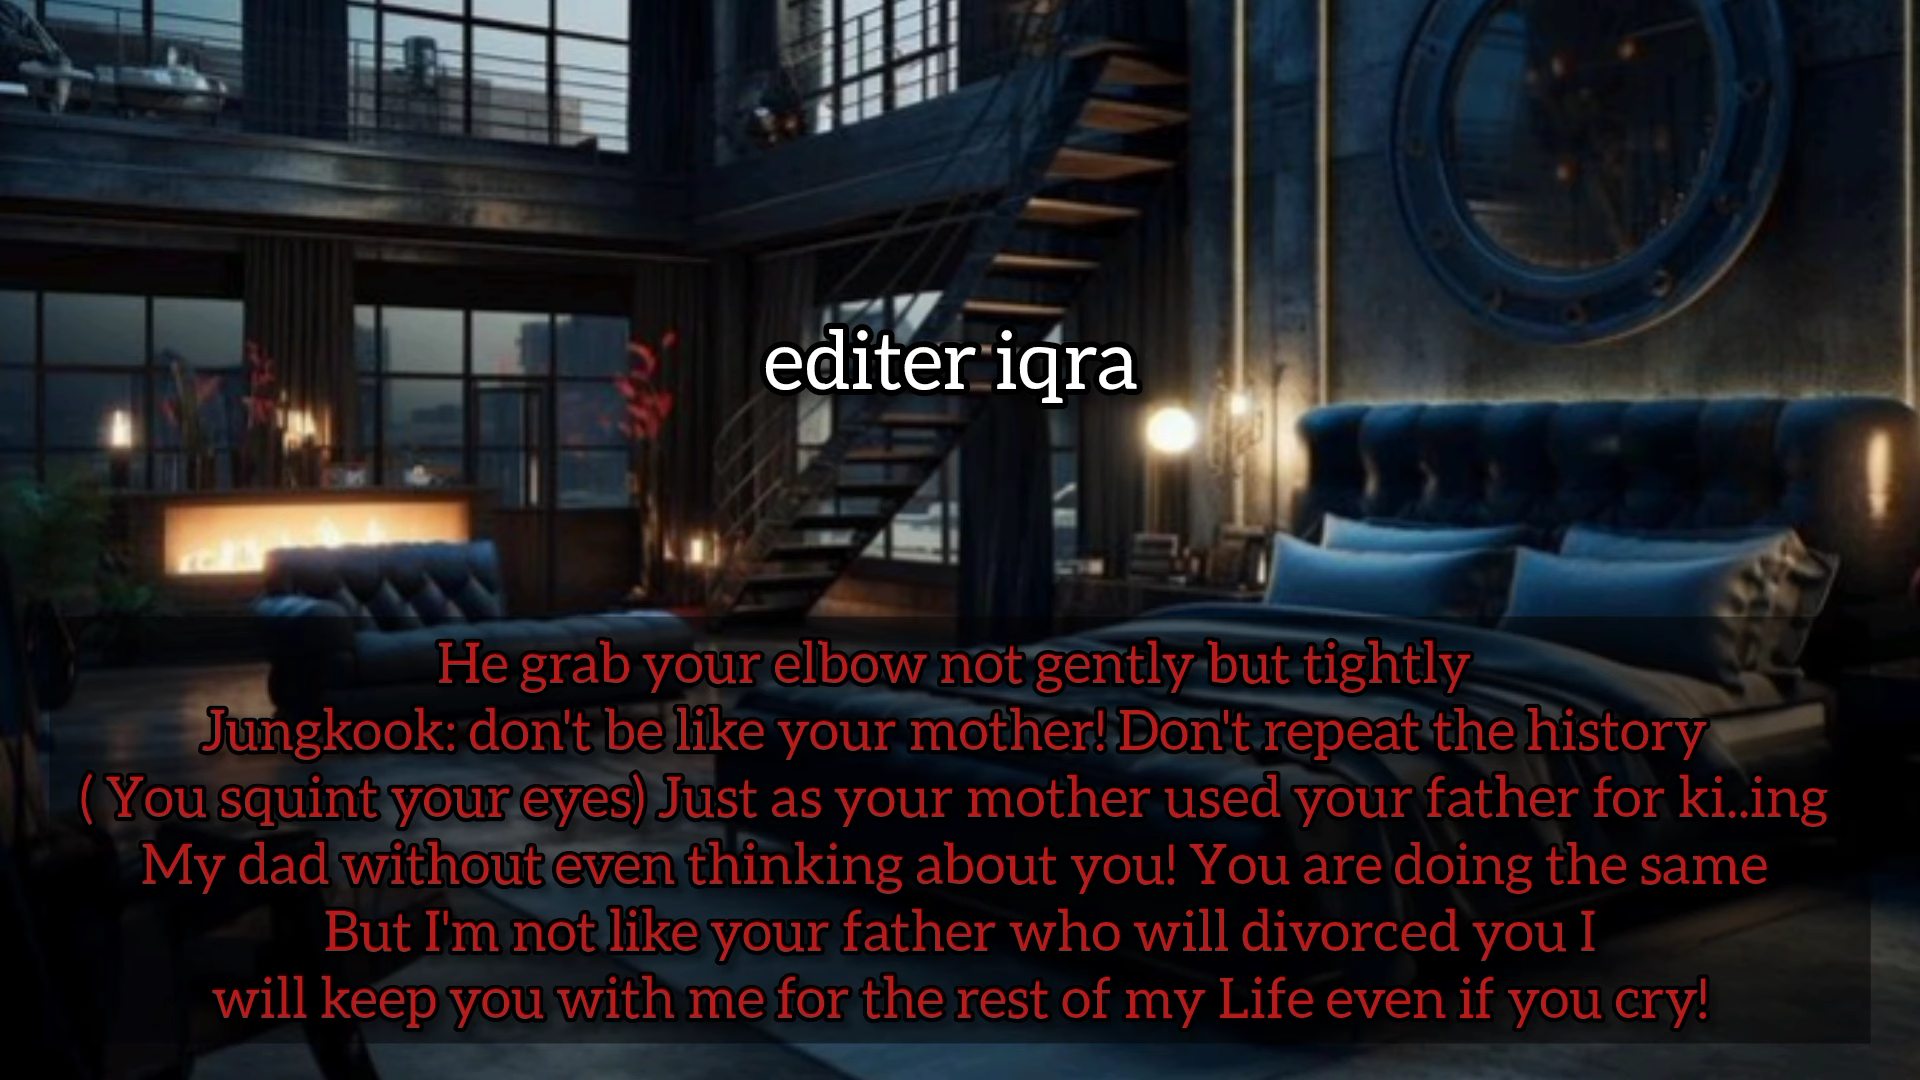 editer iqra
He grab your elbow not gently but tightly
Jungkook: don't be like your mother! Don't repeat the history
( You squint your eyes) Just as your mother used your father for ki..ing
My dad without even thinking about you! You are doing the same
But I'm not like your father who will divorced you I
will keep you with me for the rest of my Life even if you cry!